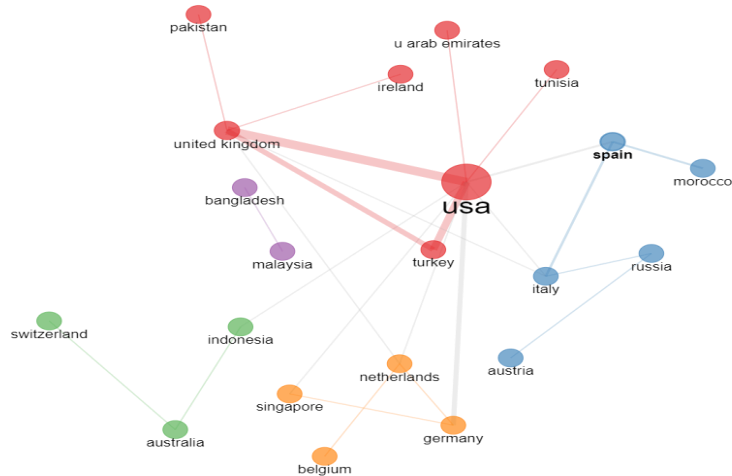 pakistan
u arab emirates
ireland
tunisia
united kingdom
spain
morocco
bangladesh
usa
malaysia
turkey
russia
italy
switzerland
indonesia
austria
netherlands
singapore
australia
germany
belgium